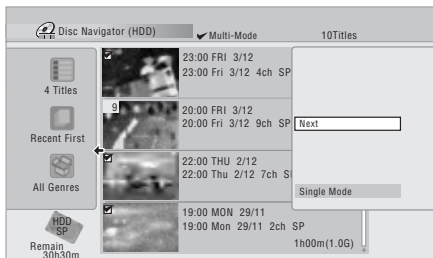 Disc Navigator (HDD)
Multi-Mode
10Titles
4 Titles
Recent First
All Genres
HDD
SP
Remain
30h30m
23:00 FRI 3/12
23:00 Fri 3/12 4ch SP
9
20:00 FRI 3/12
20:00 Fri 3/12 9ch SP
22:00 THU 2/12
22:00 Thu 2/12 7ch S
19:00 MON 29/11
19:00 Mon 29/11 2ch SP
1h00m(1.0G)
Next
Single Mode